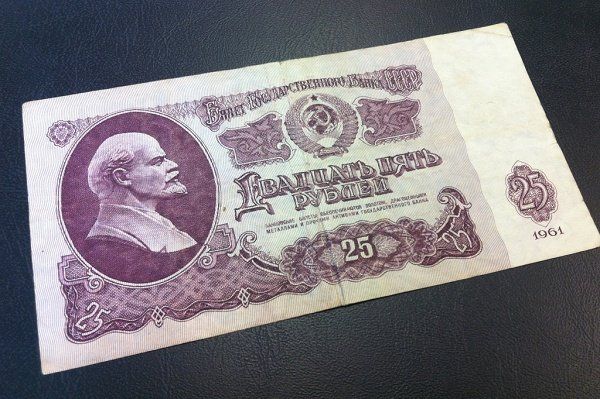 Билет Государственного Банка СССР
Двадцать пять
рублей
БАНКОВСКИЕ БИЛЕТЫ ОБЕСПЕЧИВАЮТСЯ ЗОЛОТОМ, ДРАГОЦЕННЫМИ
МЕТАЛЛАМИ И ПРОЧИМИ АКТИВАМИ ГОСУДАРСТВЕННОГО БАНКА
25
25
25
25
1961